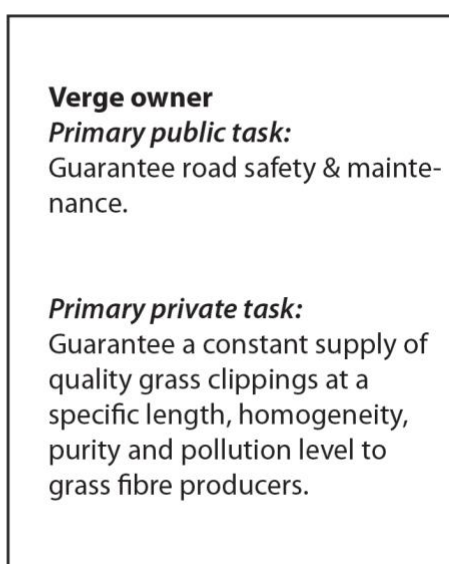 Verge owner
Primary public task:
Guarantee road safety & mainte-
nance.
Primary private task:
Guarantee a constant supply of
quality grass clippings at a
specific length, homogeneity,
purity and pollution level to
grass fibre producers.